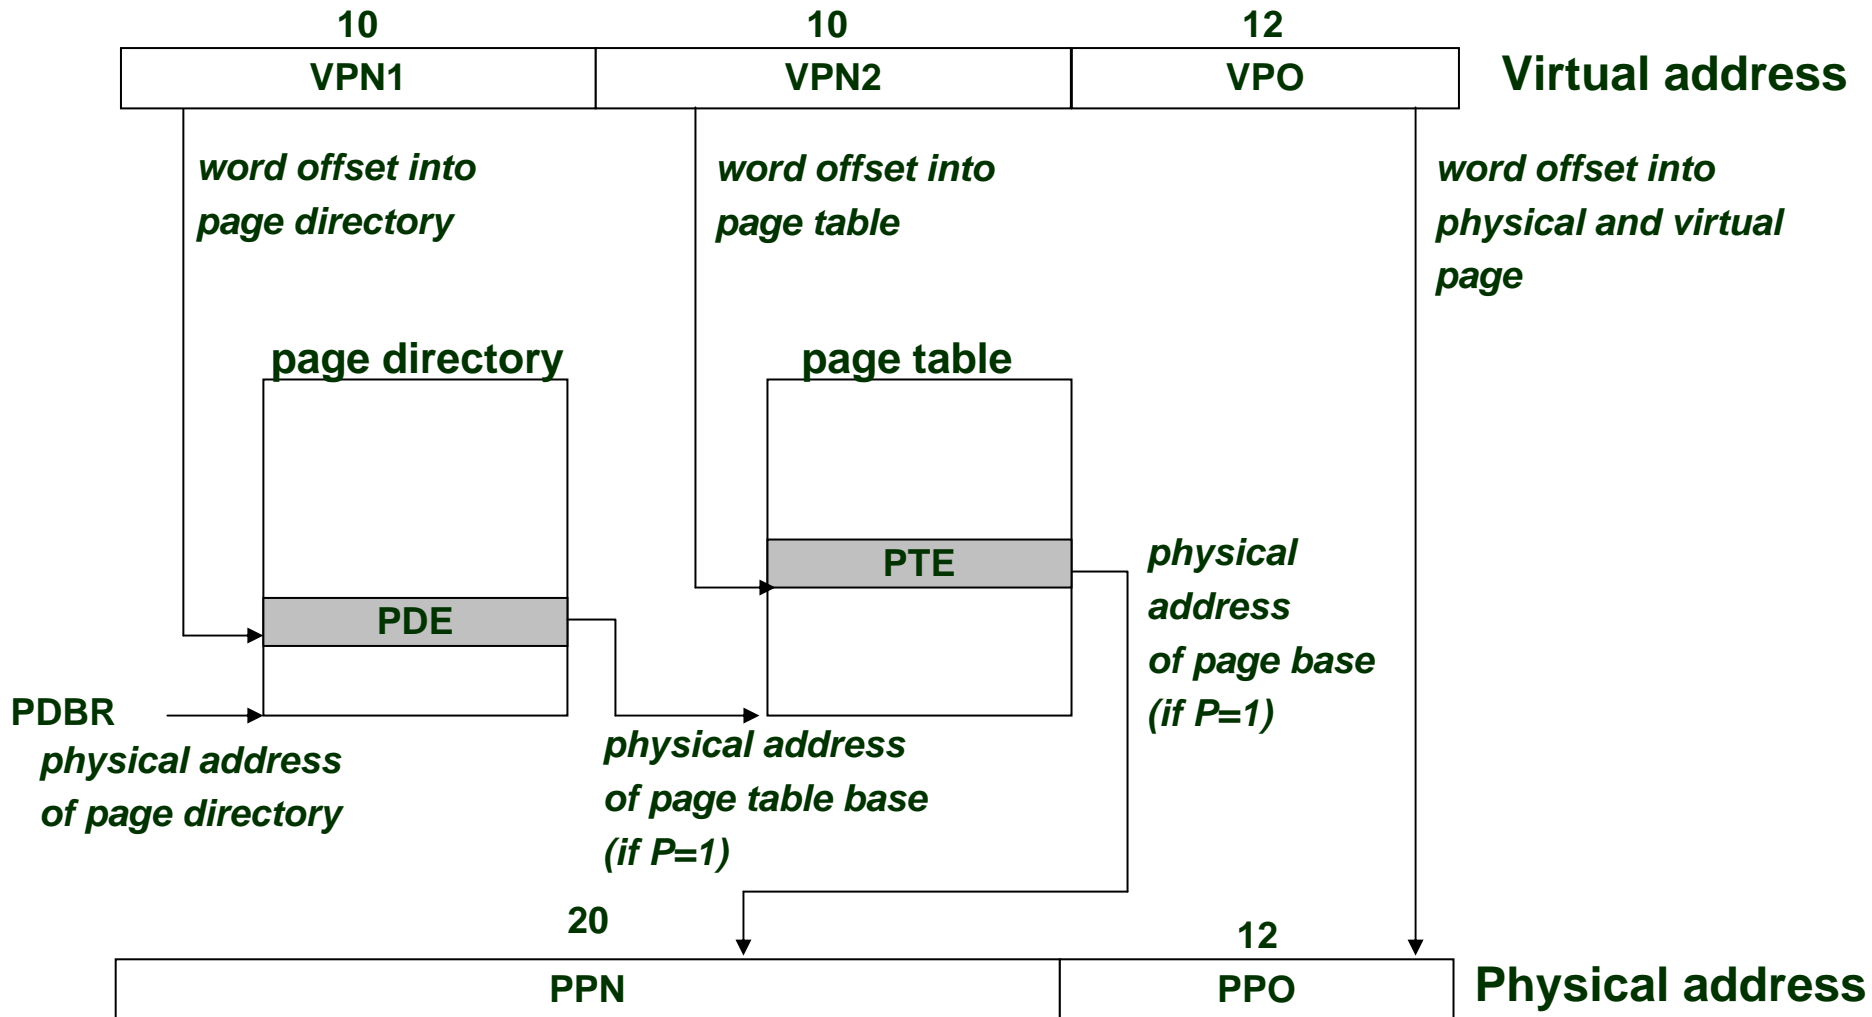 10
10
12
VPN1
VPN2
VPO
Virtual address
word offset into
page directory
word offset into
page table
word offset into
physical and virtual
page
page directory
page table
PDE
PTE
physical
address
of page base
(if P=1)
PDBR
physical address
of page directory
physical address
of page table base
(if P=1)
20
12
PPN
PPO
Physical address